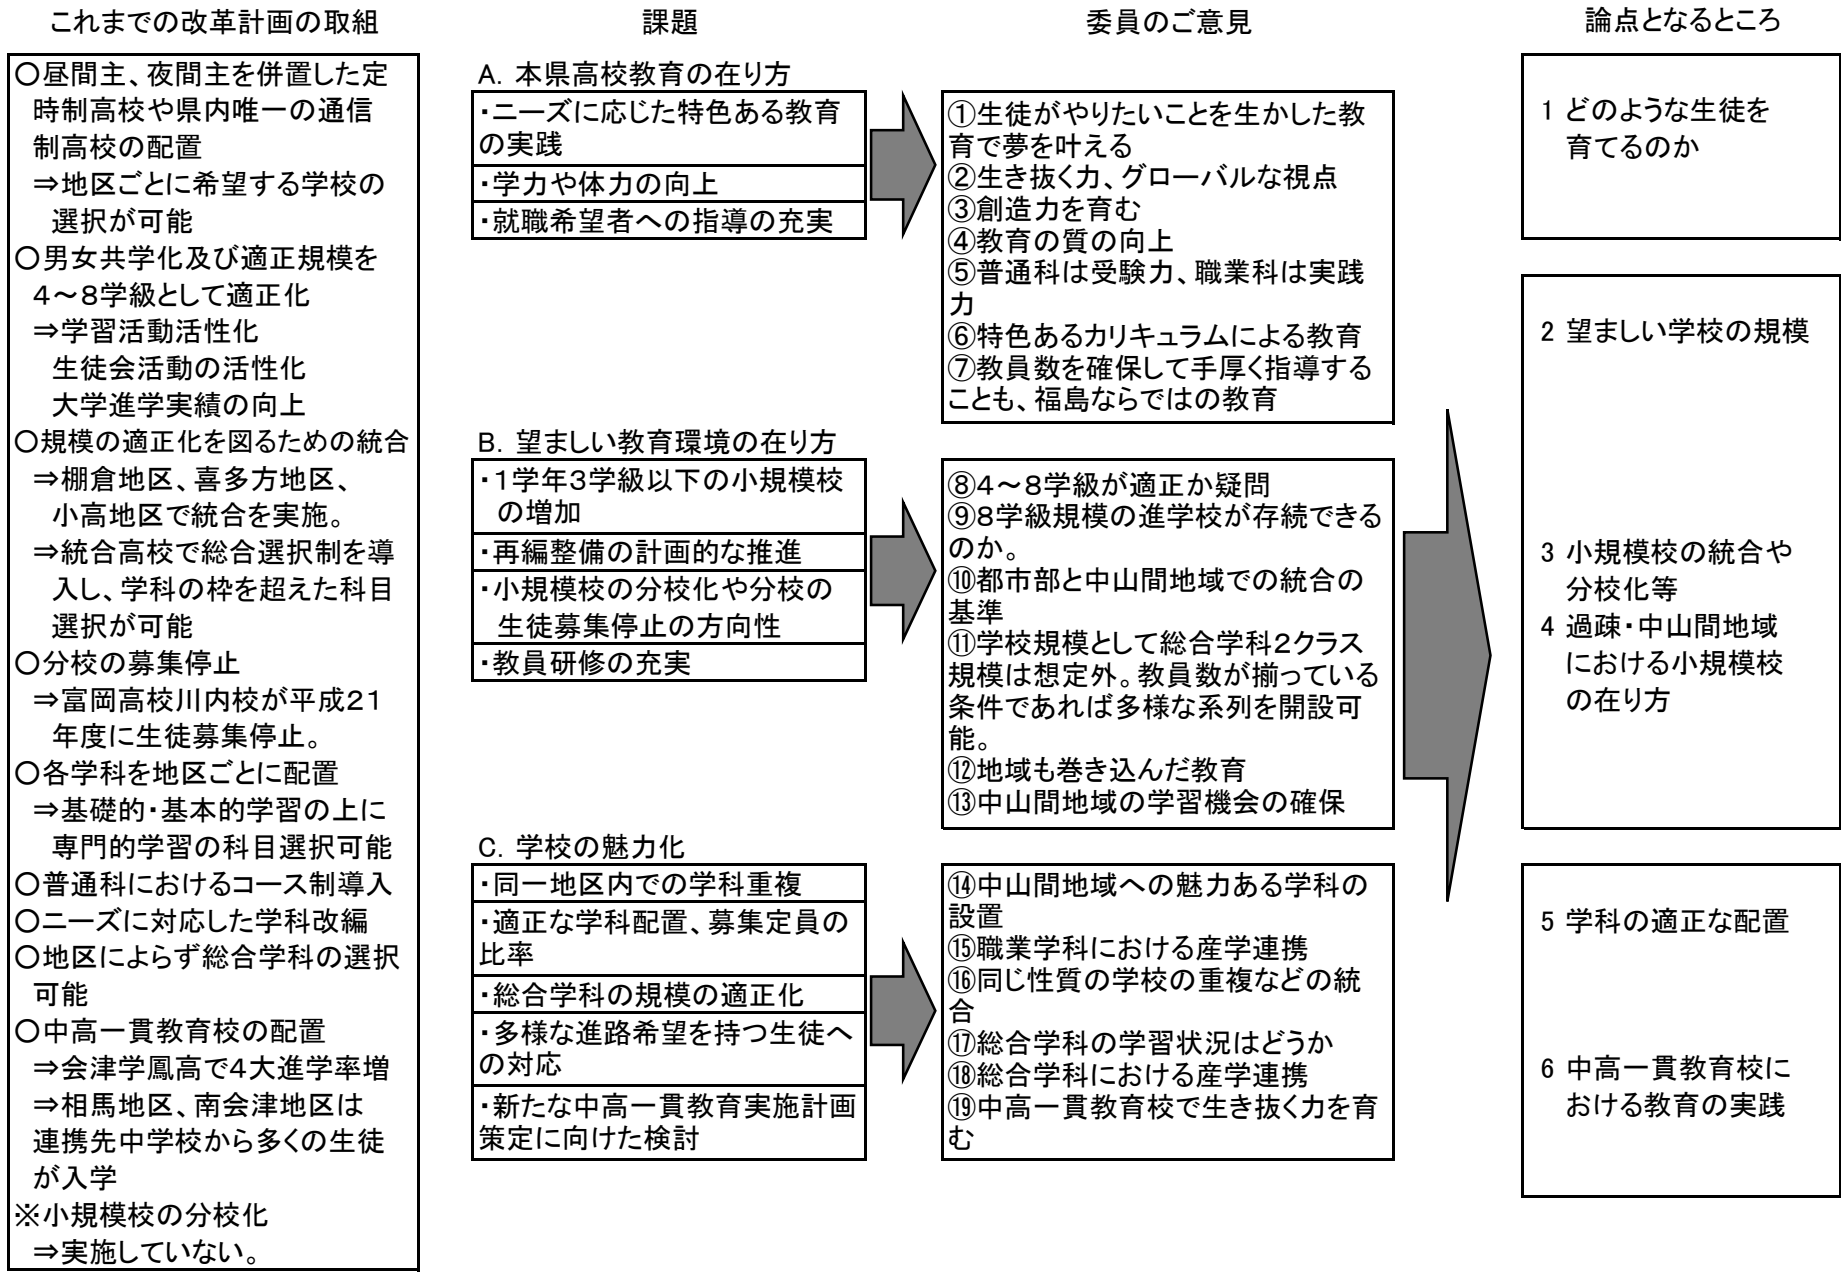 これまでの改革計画の取組
〇昼間主、夜間主を併置した定
時制高校や県内唯一の通信
制高校の配置
⇒地区ごとに希望する学校の
選択が可能
〇男女共学化及び適正規模を
4～8学級として適正化
⇒学習活動活性化
生徒会活動の活性化
大学進学実績の向上
〇規模の適正化を図るための統合
⇒棚倉地区、喜多方地区、
小高地区で統合を実施。
⇒統合高校で総合選択制を導
入し、学科の枠を超えた科目
選択が可能
〇分校の募集停止
⇒富岡高校川内校が平成21
年度に生徒募集停止。
〇各学科を地区ごとに配置
⇒基礎的・基本的学習の上に
専門的学習の科目選択可能
〇普通科におけるコース制導入
〇ニーズに対応した学科改編
〇地区によらず総合学科の選択
可能
〇中高一貫教育校の配置
⇒会津学鳳高で4大進学率増
⇒相馬地区、南会津地区は
連携先中学校から多くの生徒
が入学
※小規模校の分校化
⇒実施していない。
課題
A. 本県高校教育の在り方
・ニーズに応じた特色ある教育
の実践
・学力や体力の向上
・就職希望者への指導の充実
B. 望ましい教育環境の在り方
・1学年3学級以下の小規模校
の増加
・再編整備の計画的な推進
・小規模校の分校化や分校の
生徒募集停止の方向性
・教員研修の充実
C. 学校の魅力化
・同一地区内での学科重複
・適正な学科配置、募集定員の
比率
・総合学科の規模の適正化
・多様な進路希望を持つ生徒へ
の対応
・新たな中高一貫教育実施計画
策定に向けた検討
委員のご意見
①生徒がやりたいことを生かした教
育で夢を叶える
②生き抜く力、グローバルな視点
③創造力を育む
④教育の質の向上
⑤普通科は受験力、職業科は実践
力
⑥特色あるカリキュラムによる教育
⑦教員数を確保して手厚く指導する
ことも、福島ならではの教育
⑧4～8学級が適正か疑問
⑨8学級規模の進学校が存続できる
のか。
⑩都市部と中山間地域での統合の
基準
⑪学校規模として総合学科2クラス
規模は想定外。教員数が揃っている
条件であれば多様な系列を開設可
能。
⑫地域も巻き込んだ教育
⑬中山間地域の学習機会の確保
⑭中山間地域への魅力ある学科の
設置
⑮職業学科における産学連携
⑯同じ性質の学校の重複などの統
合
⑰総合学科の学習状況はどうか
⑱総合学科における産学連携
⑲中高一貫教育校で生き抜く力を育
む
論点となるところ
1 どのような生徒を
育てるのか
2 望ましい学校の規模
3 小規模校の統合や
分校化等
4 過疎・中山間地域
における小規模校
の在り方
5 学科の適正な配置
6 中高一貫教育校に
おける教育の実践